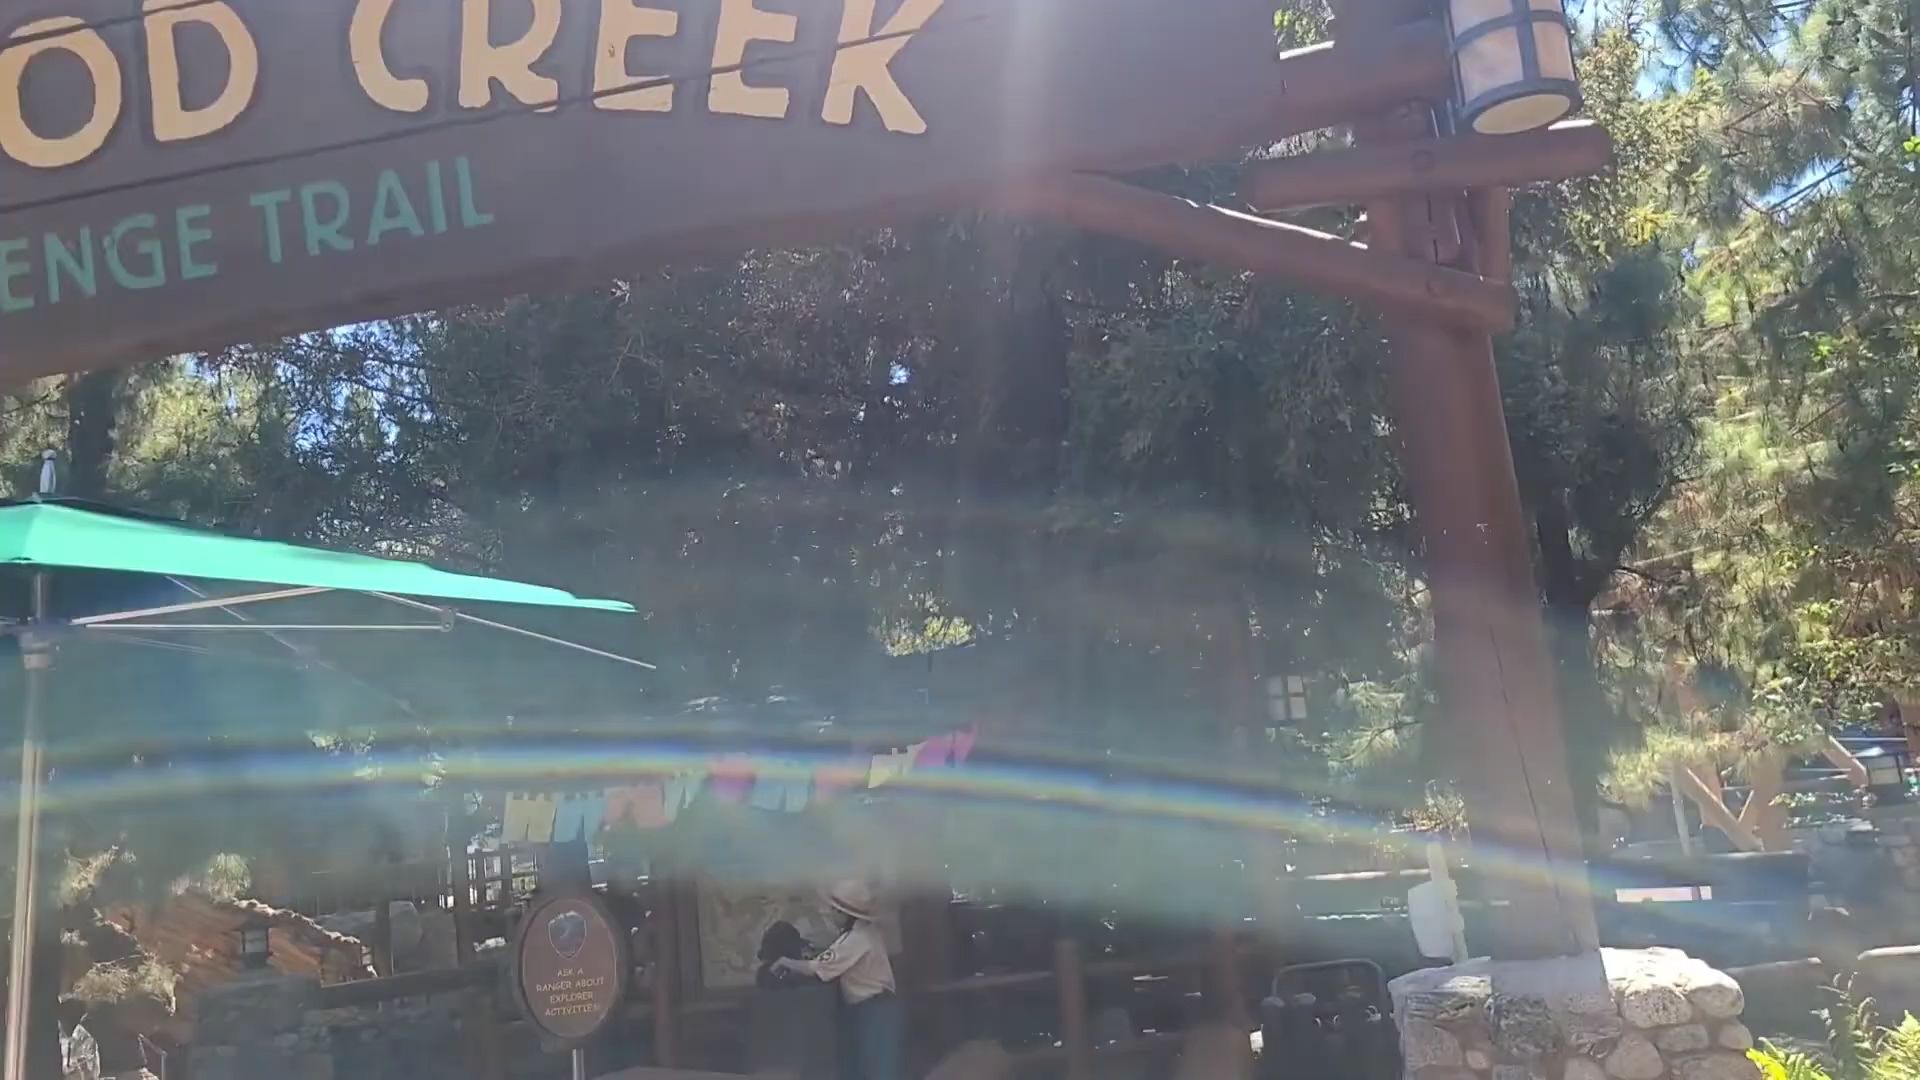 OD CREEK
ENGE TRAIL
ASK A
RANGER ABOUT
EXPLORER
ACTIVITIES!